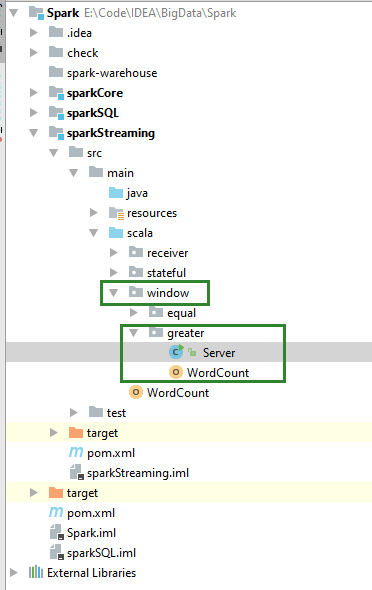 Spark E:\Code\IDEA\BigData\Spark
.idea
check
spark-warehouse
sparkCore
sparkSQL
sparkStreaming
src
main
java
resources
scala
receiver
stateful
window
equal
greater
Server
WordCount
WordCount
test
target
pom.xml
sparkStreaming.iml
target
pom.xml
Spark.iml
sparkSQL.iml
External Libraries